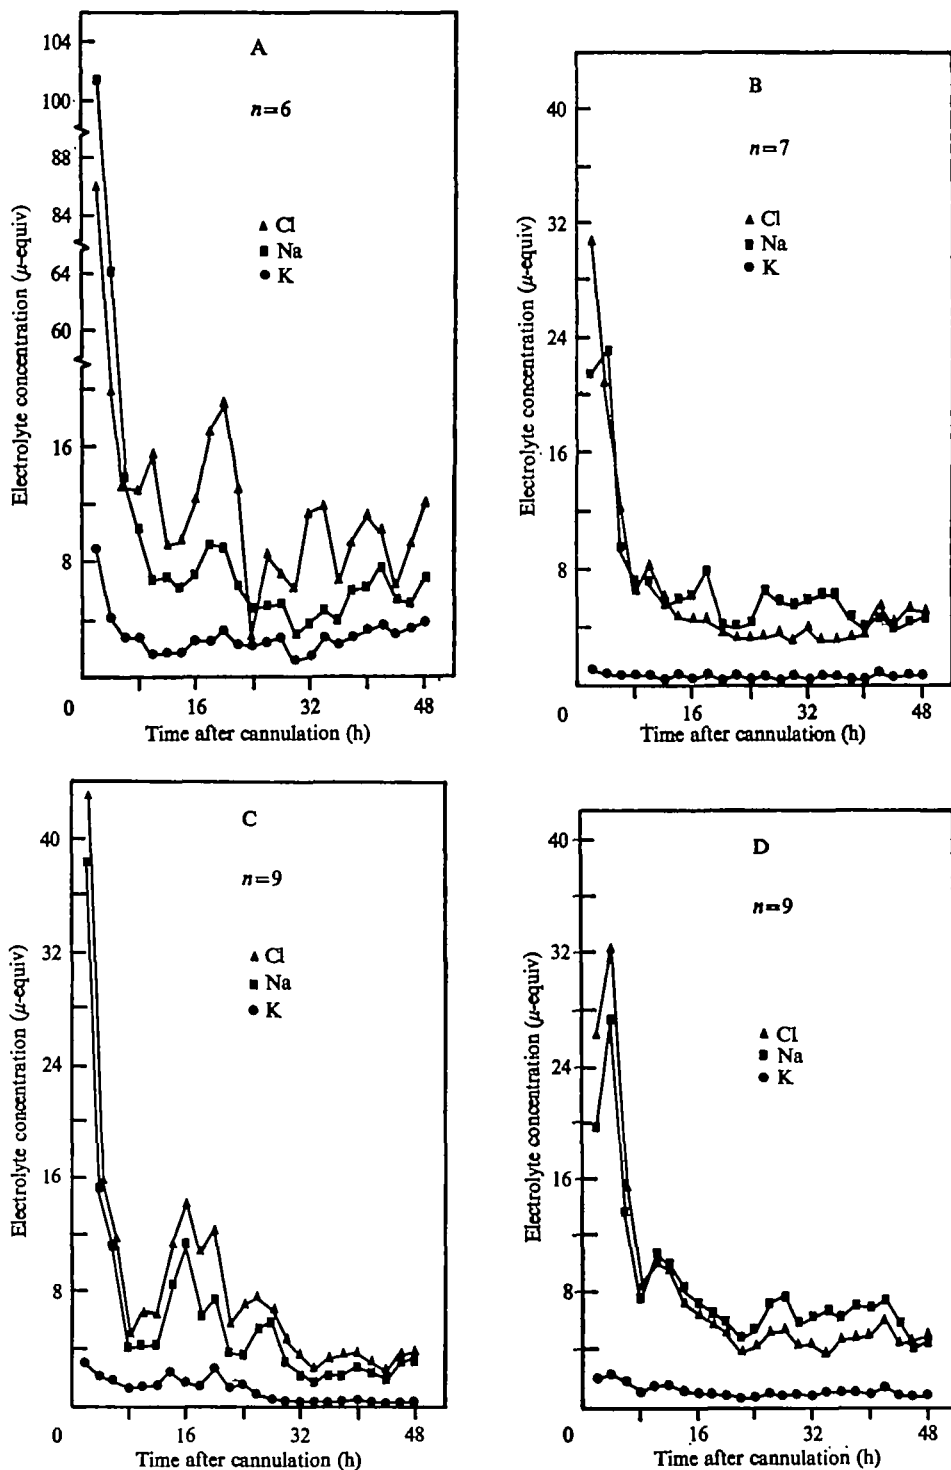 A
n=6
Cl
Na
K
104
100
88
84
64
60
16
8
0
16
32
48
Time after cannulation (h)
Electrolyte concentration (μ-equiv)
B
n=7
Cl
Na
K
40
32
24
16
8
0
16
32
48
Time after cannulation (h)
Electrolyte concentration (μ-equiv)
C
n=9
Cl
Na
K
40
32
24
16
8
0
16
32
48
Time after cannulation (h)
Electrolyte concentration (μ-equiv)
D
n=9
Cl
Na
K
40
32
24
16
8
0
16
32
48
Time after cannulation (h)
Electrolyte concentration (μ-equiv)